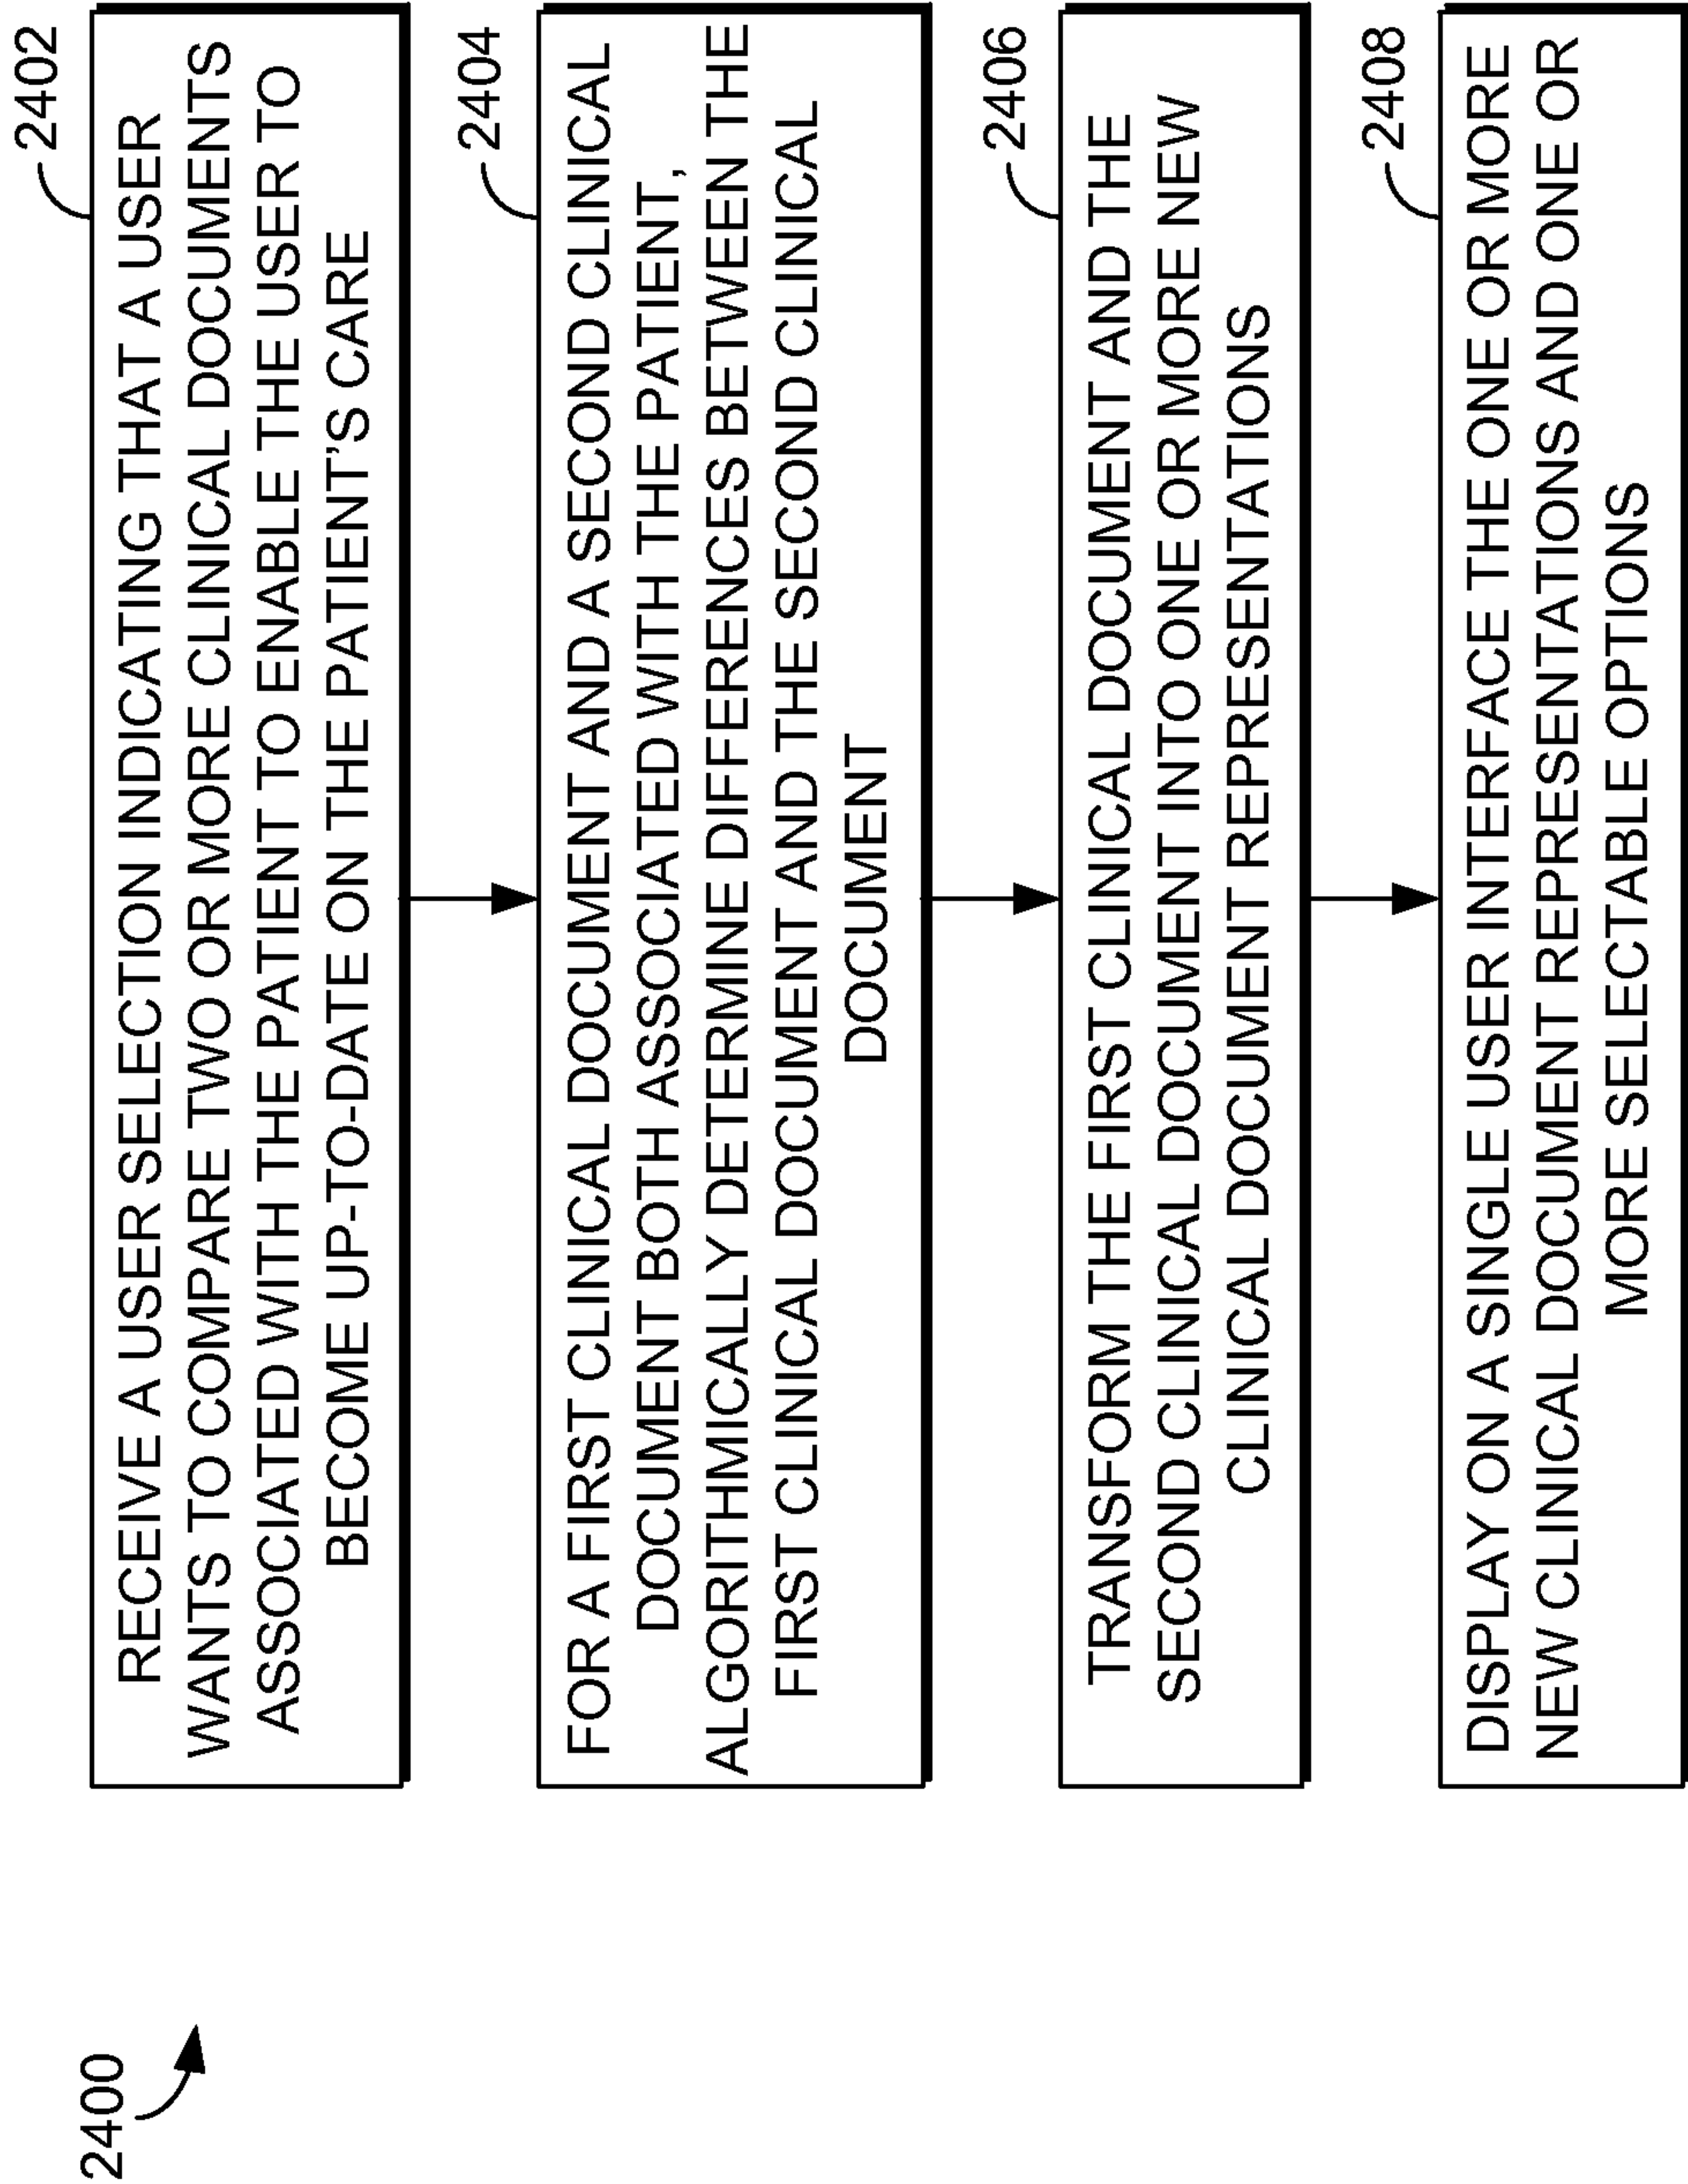 2400
2402
RECEIVE A USER SELECTION INDICATING THAT A USER
WANTS TO COMPARE TWO OR MORE CLINICAL DOCUMENTS
ASSOCIATED WITH THE PATIENT TO ENABLE THE USER TO
BECOME UP-TO-DATE ON THE PATIENT'S CARE
2404
FOR A FIRST CLINICAL DOCUMENT AND A SECOND CLINICAL
DOCUMENT BOTH ASSOCIATED WITH THE PATIENT,
ALGORITHMICALLY DETERMINE DIFFERENCES BETWEEN THE
FIRST CLINICAL DOCUMENT AND THE SECOND CLINICAL
DOCUMENT
2406
TRANSFORM THE FIRST CLINICAL DOCUMENT AND THE
SECOND CLINICAL DOCUMENT INTO ONE OR MORE NEW
CLINICAL DOCUMENT REPRESENTATIONS
2408
DISPLAY ON A SINGLE USER INTERFACE THE ONE OR MORE
NEW CLINICAL DOCUMENT REPRESENTATIONS AND ONE OR
MORE SELECTABLE OPTIONS